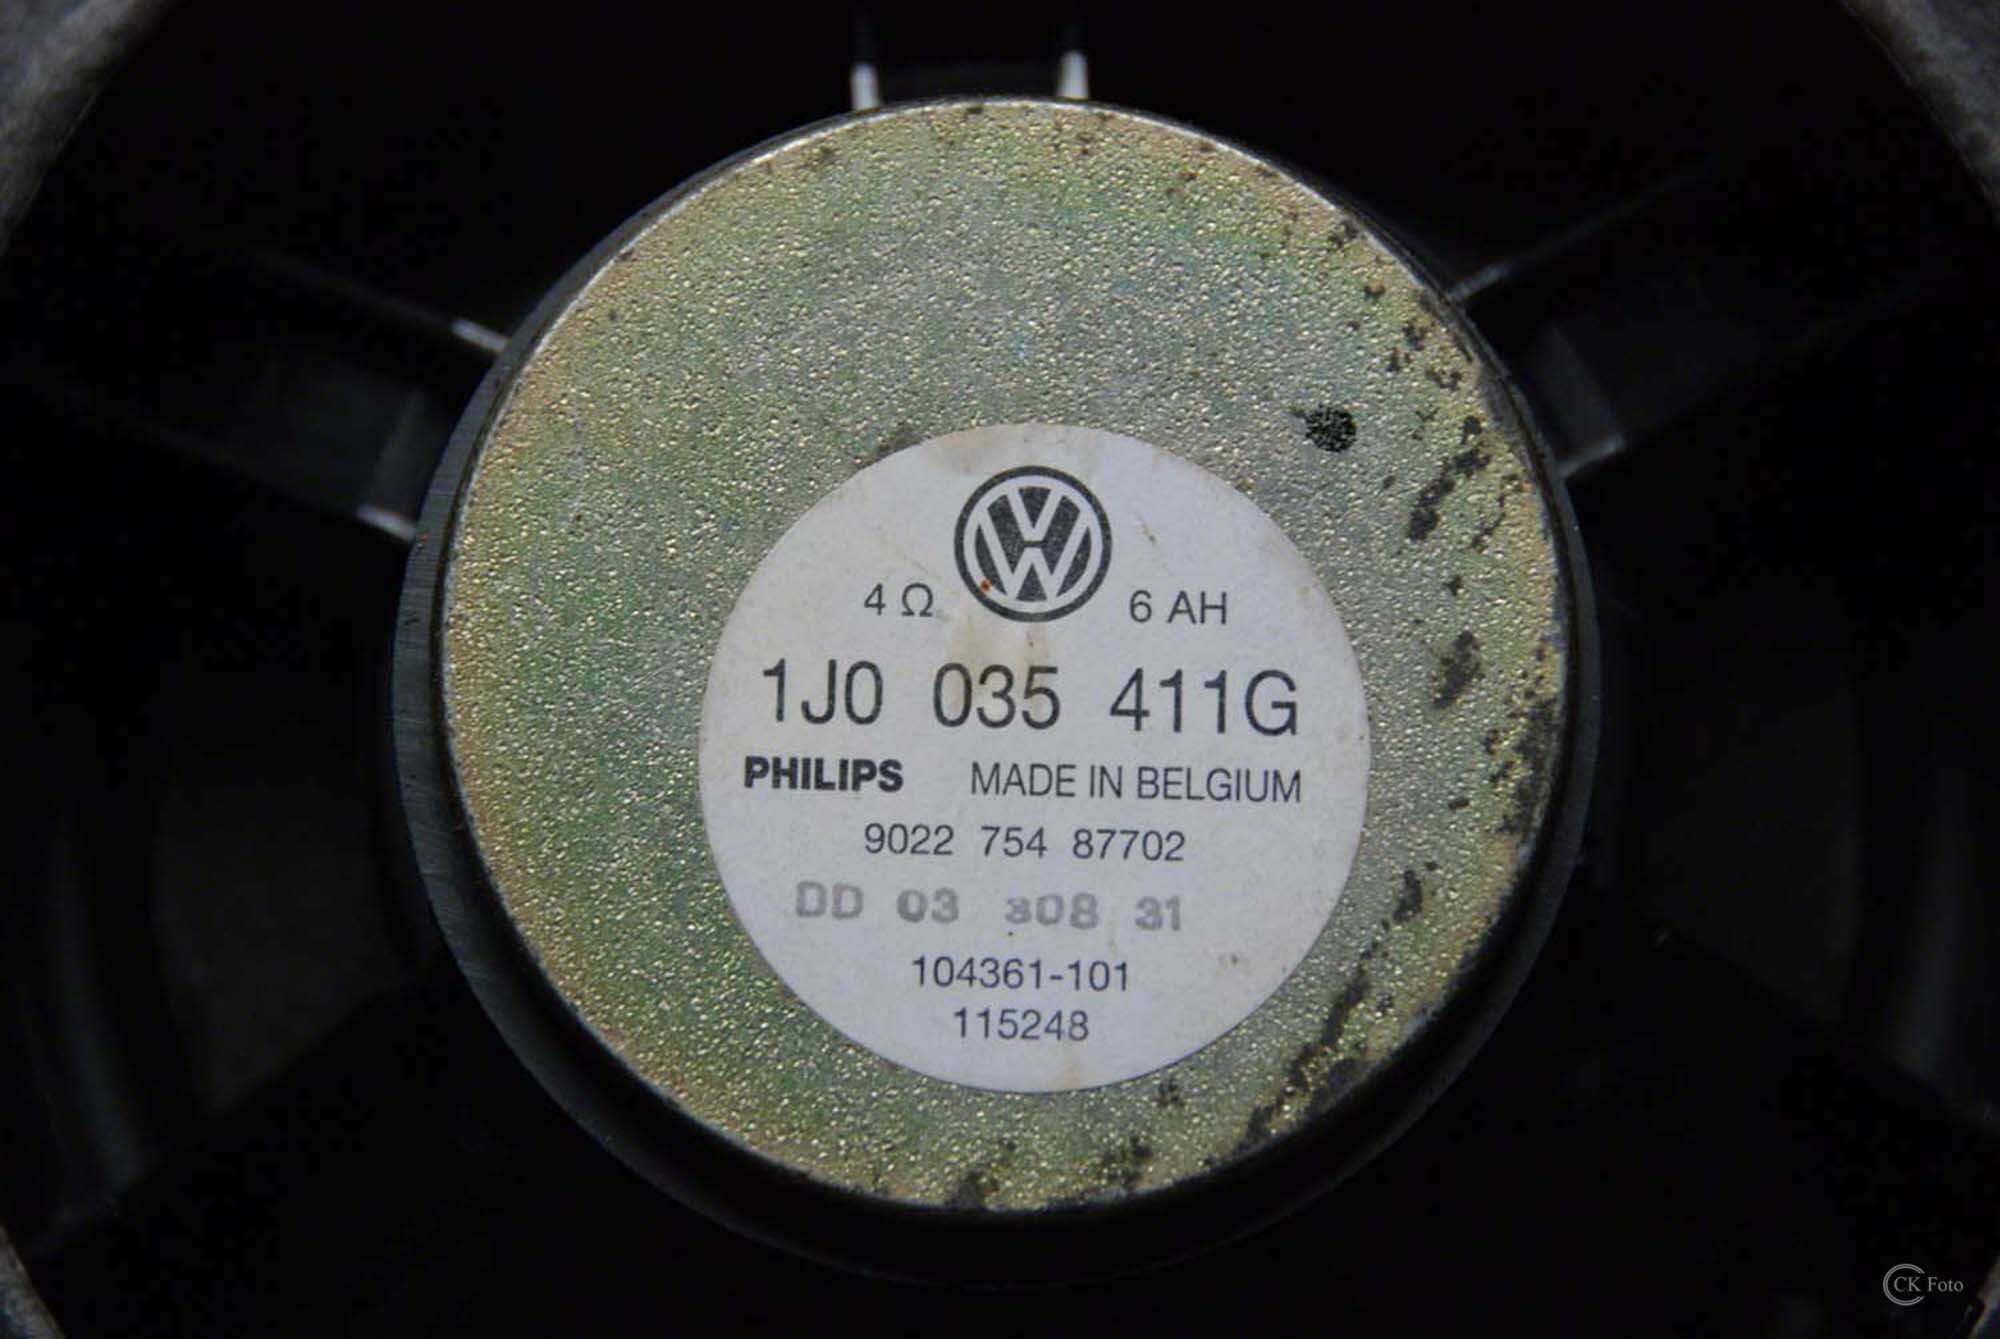 VW
4 Ω 6 AH
1J0 035 411G
PHILIPS MADE IN BELGIUM
9022 754 87702
DD 03 308 31
104361-101
115248
CK Foto